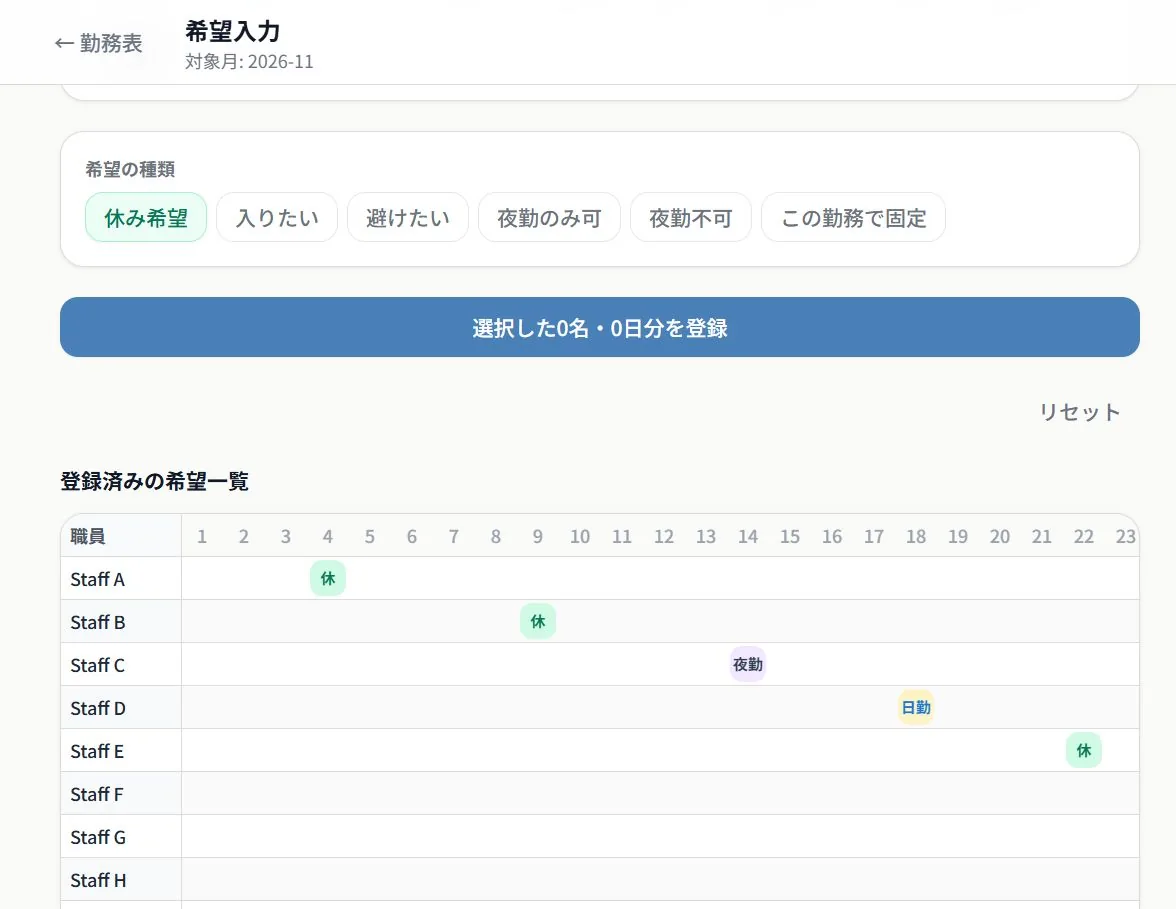 ← 勤務表
希望入力
対象月: 2026-11
希望の種類
休み希望 入りたい 避けたい 夜勤のみ可 夜勤不可 この勤務で固定
選択した0名・0日分を登録
リセット
登録済みの希望一覧
職員 1 2 3 4 5 6 7 8 9 10 11 12 13 14 15 16 17 18 19 20 21 22 23
Staff A 休
Staff B 休
Staff C 夜勤
Staff D 日勤
Staff E 休
Staff F
Staff G
Staff H